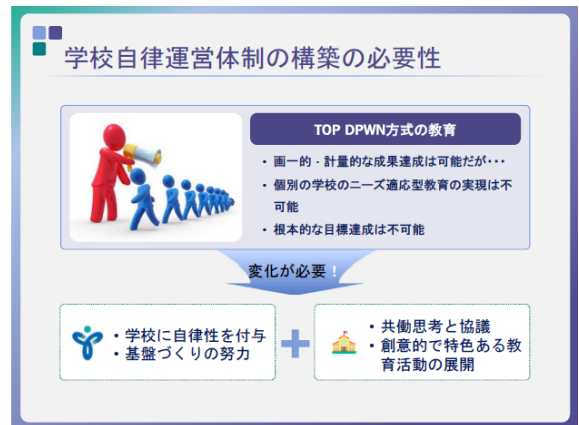 学校自律運営体制の構築の必要性
TOP DPWN方式の教育
・ 画一的・計量的な成果達成は可能だが･･･
・ 個別の学校のニーズ適応型教育の実現は不
可能
・ 根本的な目標達成は不可能
変化が必要！
・学校に自律性を付与
・基盤づくりの努力
・共働思考と協議
・創意的で特色ある教
育活動の展開